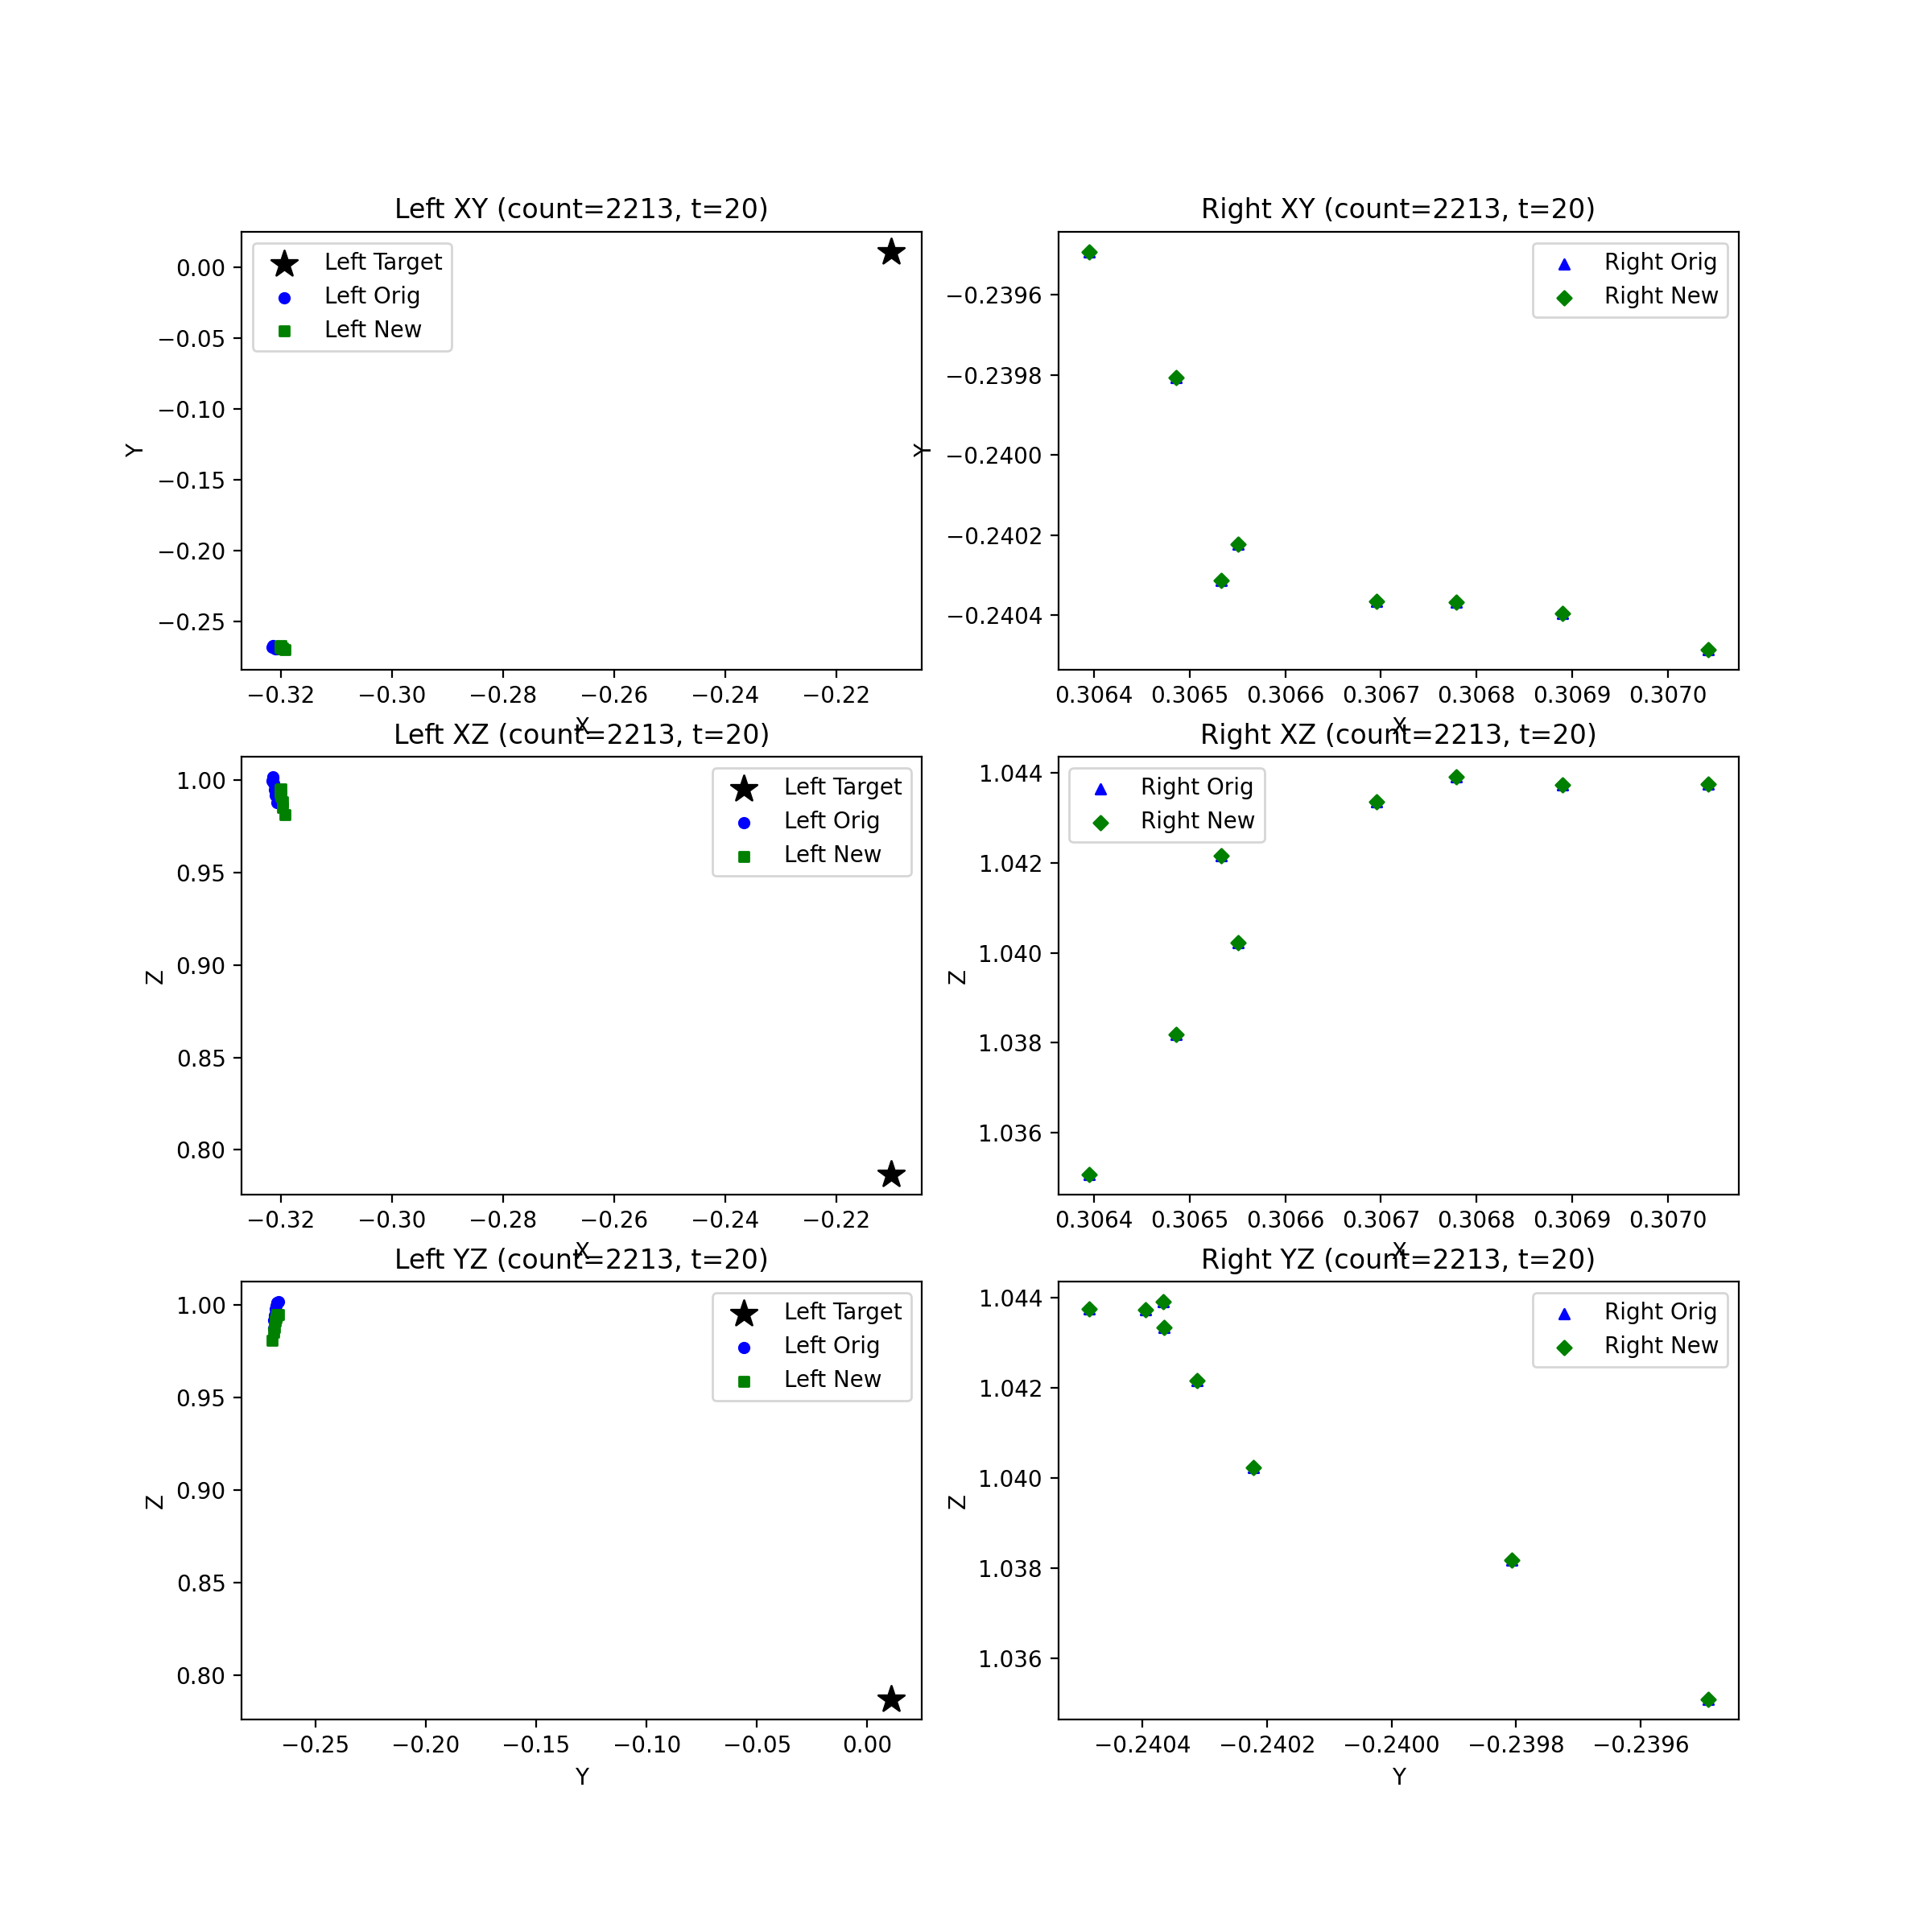 Left XY (count=2213, t=20)
Right XY (count=2213, t=20)
Left Target
Left Orig
Left New
Right Orig
Right New
0.00
−0.05
−0.10
−0.15
−0.20
−0.25
Y
−0.2396
−0.2398
−0.2400
−0.2402
−0.2404
Y
−0.32 −0.30 −0.28 −0.26 −0.24 −0.22
X
0.3064 0.3065 0.3066 0.3067 0.3068 0.3069 0.3070
X
Left XZ (count=2213, t=20)
Right XZ (count=2213, t=20)
Left Target
Left Orig
Left New
Right Orig
Right New
1.00
0.95
0.90
0.85
0.80
Z
1.044
1.042
1.040
1.038
1.036
Z
−0.32 −0.30 −0.28 −0.26 −0.24 −0.22
X
0.3064 0.3065 0.3066 0.3067 0.3068 0.3069 0.3070
X
Left YZ (count=2213, t=20)
Right YZ (count=2213, t=20)
Left Target
Left Orig
Left New
Right Orig
Right New
1.00
0.95
0.90
0.85
0.80
Z
1.044
1.042
1.040
1.038
1.036
Z
−0.25 −0.20 −0.15 −0.10 −0.05 0.00
Y
−0.2404 −0.2402 −0.2400 −0.2398 −0.2396
Y